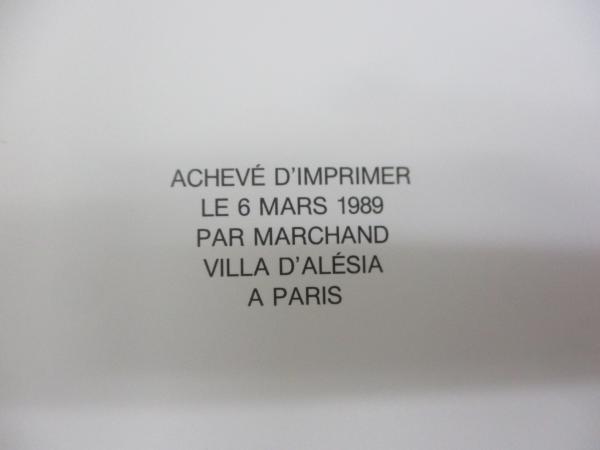 ACHEVÉ D'IMPRIMER
LE 6 MARS 1989
PAR MARCHAND
VILLA D'ALÉSIA
A PARIS